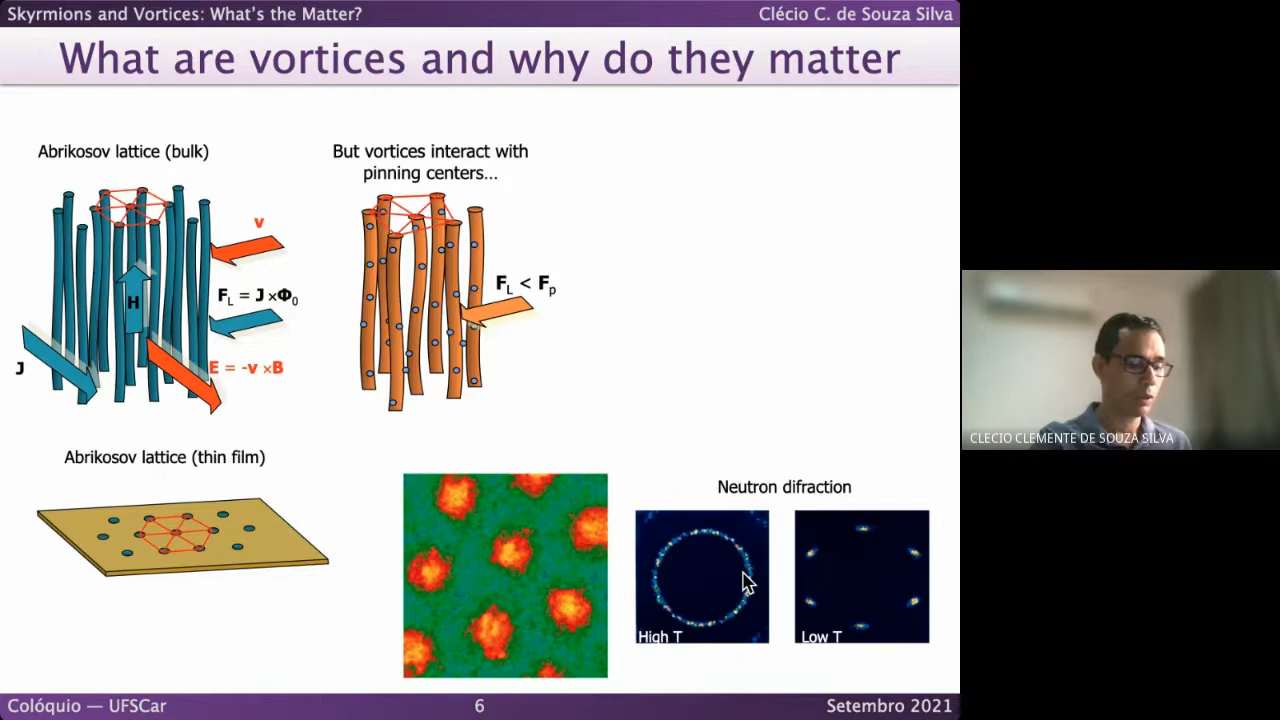 Skyrmions and Vortices: What's the Matter?
Clécio C. de Souza Silva
What are vortices and why do they matter
Abrikosov lattice (bulk)
But vortices interact with
pinning centers...
v
F_L = J×Φ_0
H
J
E = -v ×B
F_L < F_p
Abrikosov lattice (thin film)
Neutron difraction
High T
Low T
CLECIO CLEMENTE DE SOUZA SILVA
Colóquio — UFSCar
6
Setembro 2021